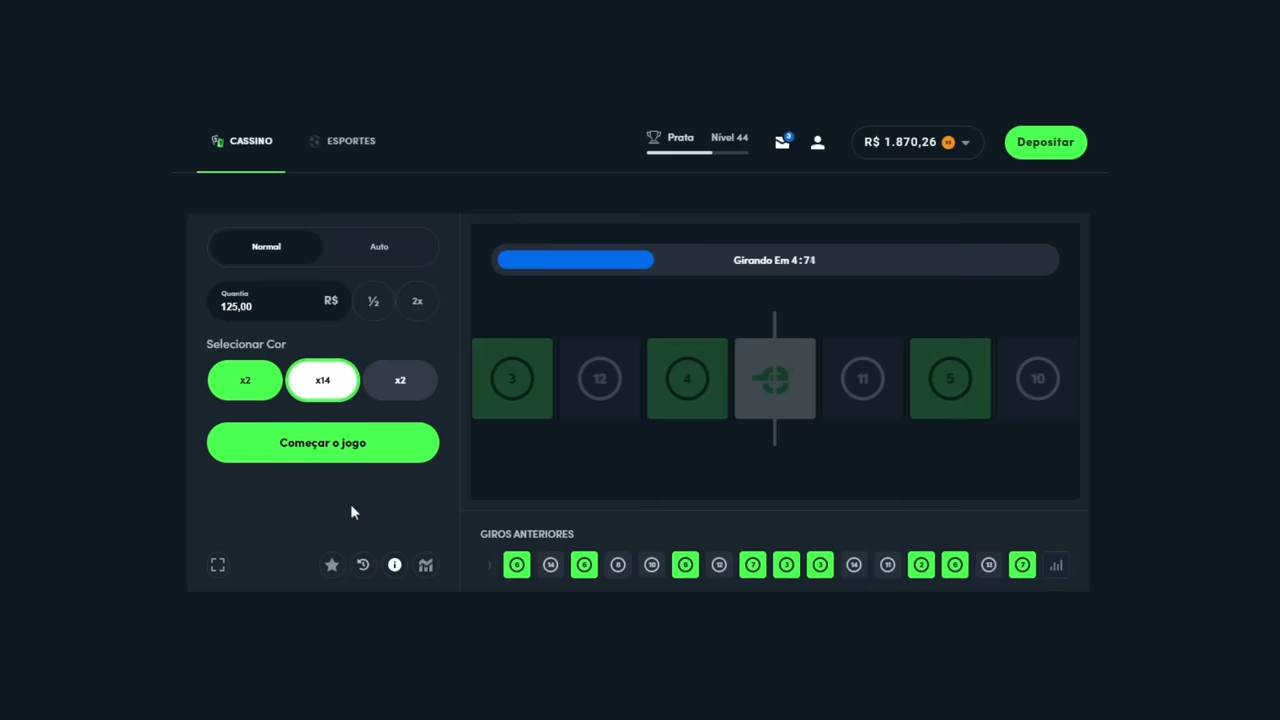 CASSINO
ESPORTES
Prata
Nível 44
3
R$ 1.870,26
R$
Depositar
Normal
Auto
Quantia
125,00
R$
½
2x
Selecionar Cor
x2
x14
x2
Começar o jogo
Girando Em 4:71
3
12
4
11
5
10
GIROS ANTERIORES
6 14 6 8 10 6 12 7 3 3 14 11 2 6 13 7